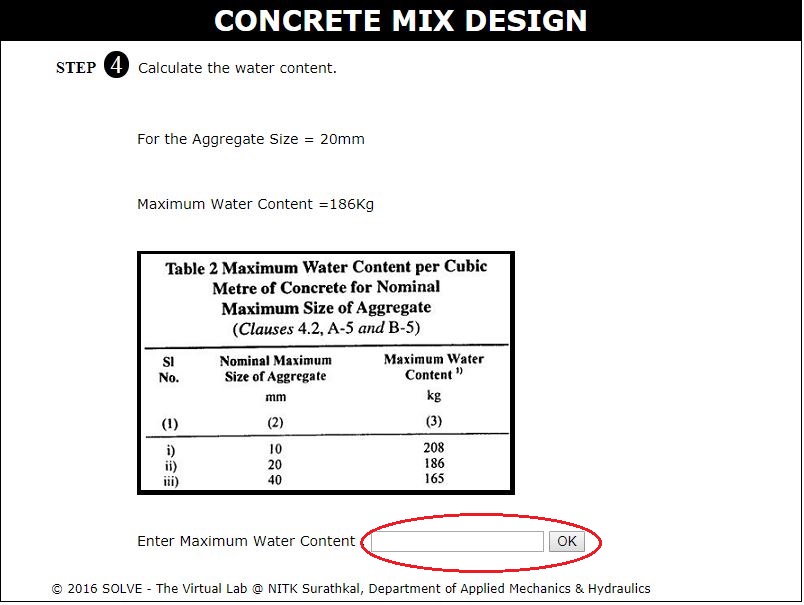 CONCRETE MIX DESIGN
STEP 4 Calculate the water content.
For the Aggregate Size = 20mm
Maximum Water Content =186Kg
Table 2 Maximum Water Content per Cubic
Metre of Concrete for Nominal
Maximum Size of Aggregate
(Clauses 4.2, A-5 and B-5)
Sl Nominal Maximum Maximum Water
No. Size of Aggregate Content 1)
mm kg
(1) (2) (3)
i) 10 208
ii) 20 186
iii) 40 165
Enter Maximum Water Content OK
© 2016 SOLVE - The Virtual Lab @ NITK Surathkal, Department of Applied Mechanics & Hydraulics